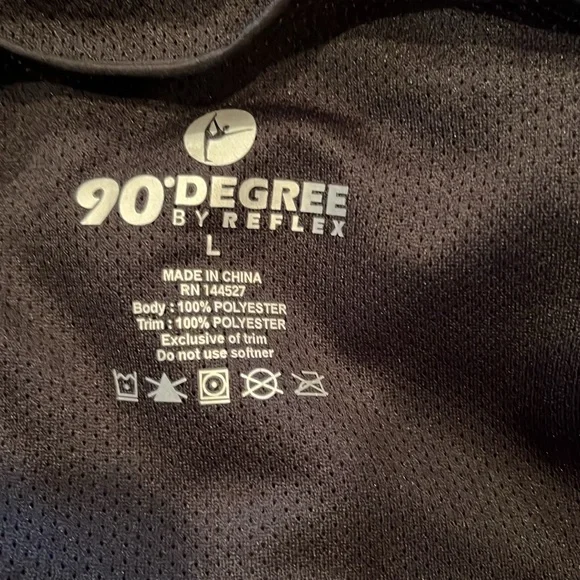 90° DEGREE
BY REFLEX
L
MADE IN CHINA
RN 144527
Body : 100% POLYESTER
Trim : 100% POLYESTER
Exclusive of trim
Do not use softner